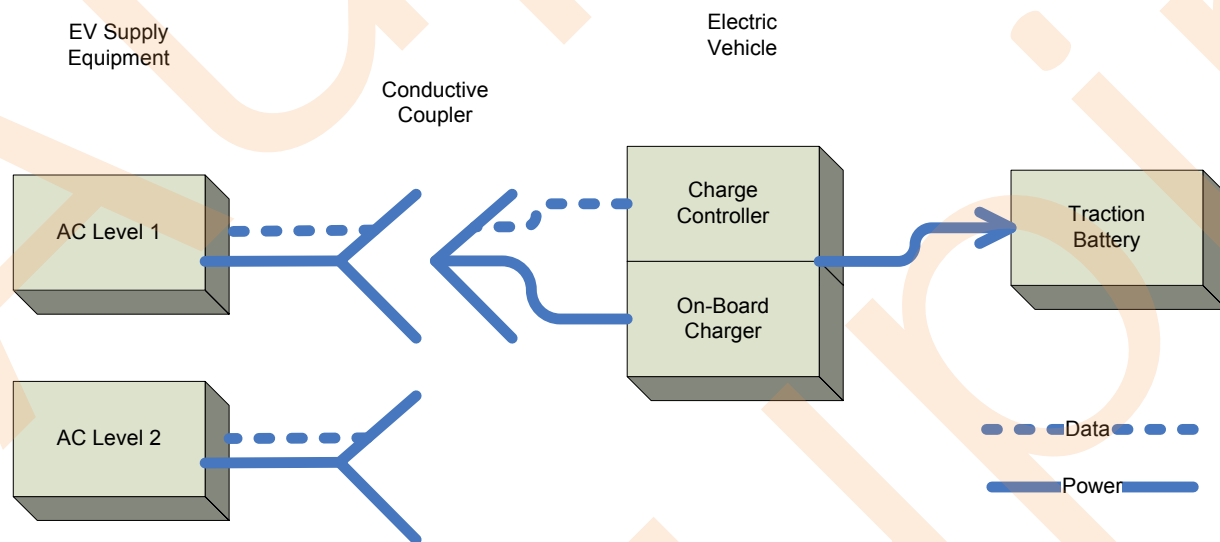 EV Supply
Equipment
Electric
Vehicle
Conductive
Coupler
AC Level 1
Charge
Controller
On-Board
Charger
Traction
Battery
AC Level 2
Data
Power